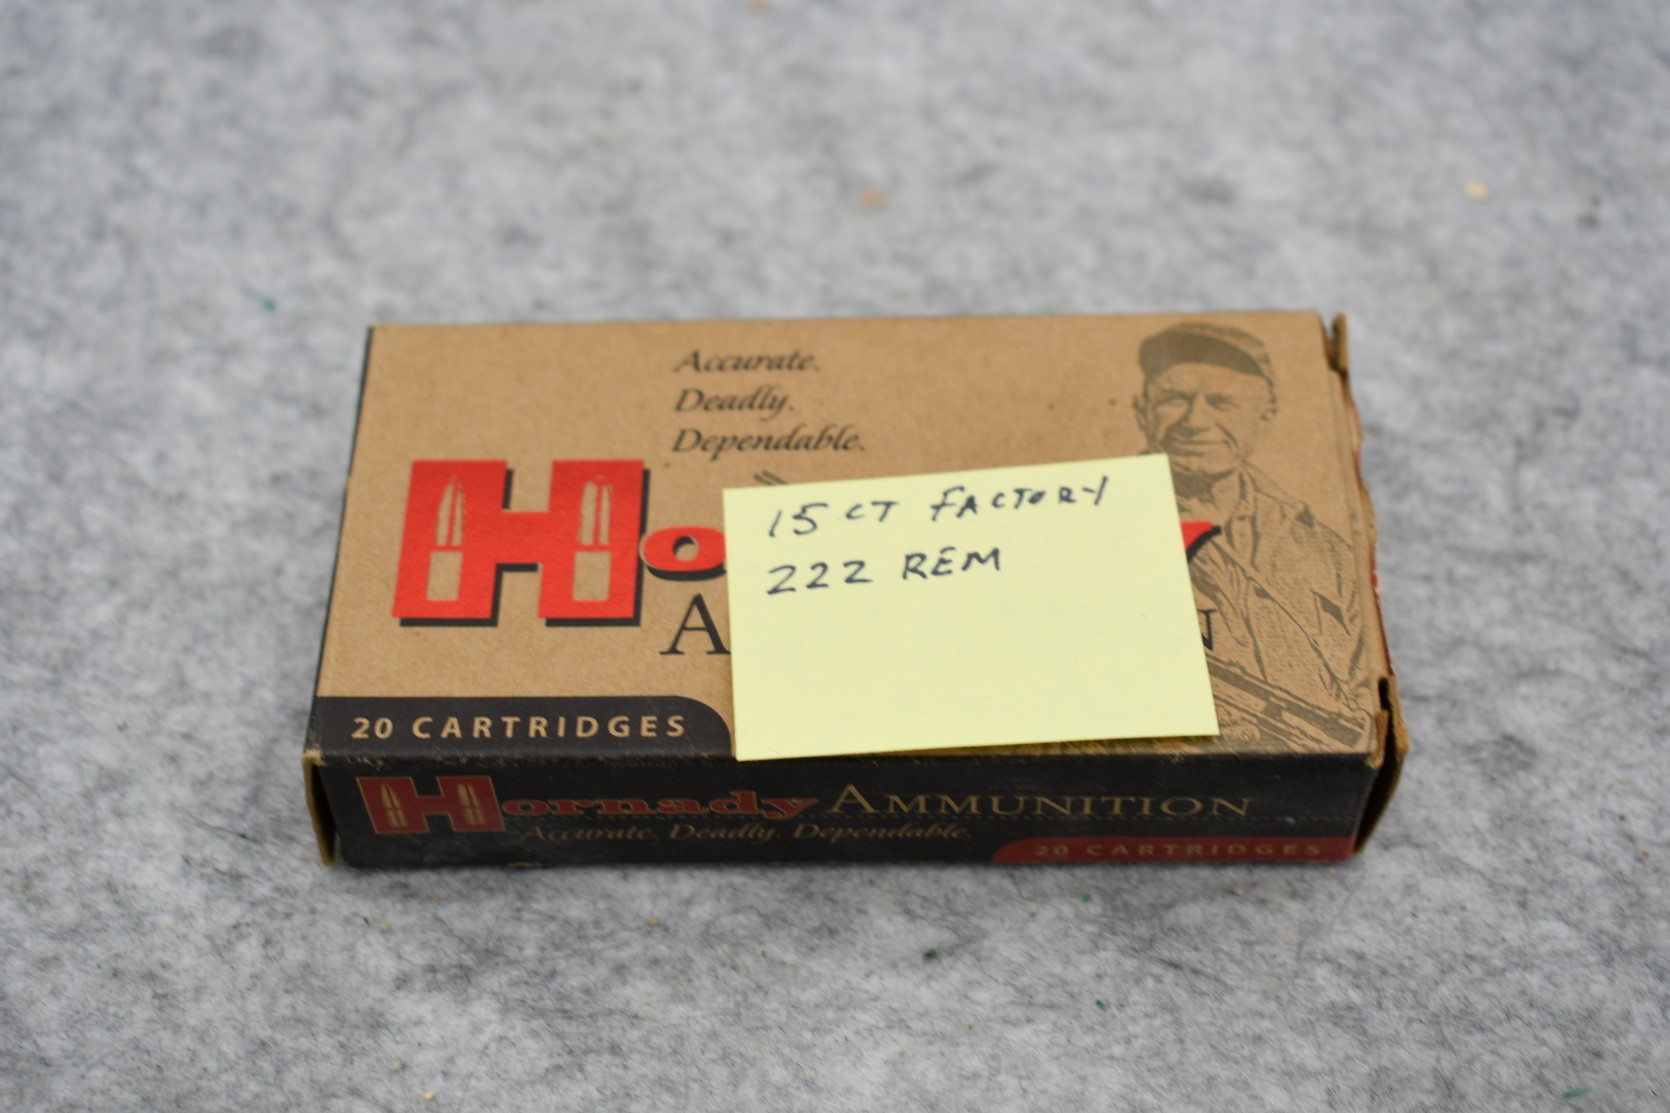 Accurate.
Deadly.
Dependable.
15 CT FACTORY
222 REM
20 CARTRIDGES
Hornady AMMUNITION
Accurate. Deadly. Dependable.
20 CARTRIDGES